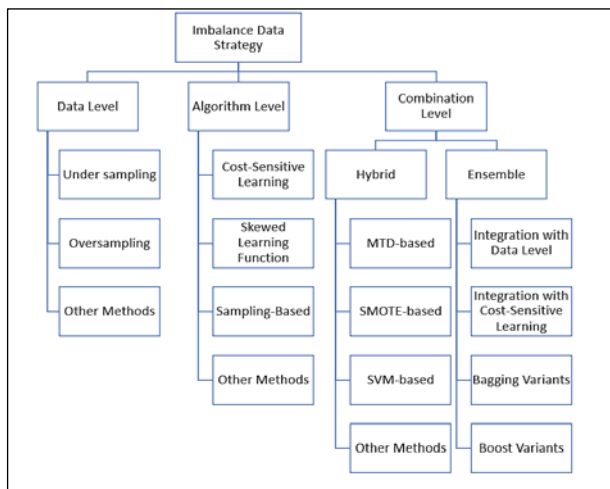 Imbalance Data
Strategy
Data Level
Algorithm Level
Combination
Level
Under sampling
Cost-Sensitive
Learning
Hybrid
Ensemble
Oversampling
Skewed
Learning
Function
MTD-based
Integration with
Data Level
Other Methods
Sampling-Based
SMOTE-based
Integration with
Cost-Sensitive
Learning
Other Methods
SVM-based
Bagging Variants
Other Methods
Boost Variants